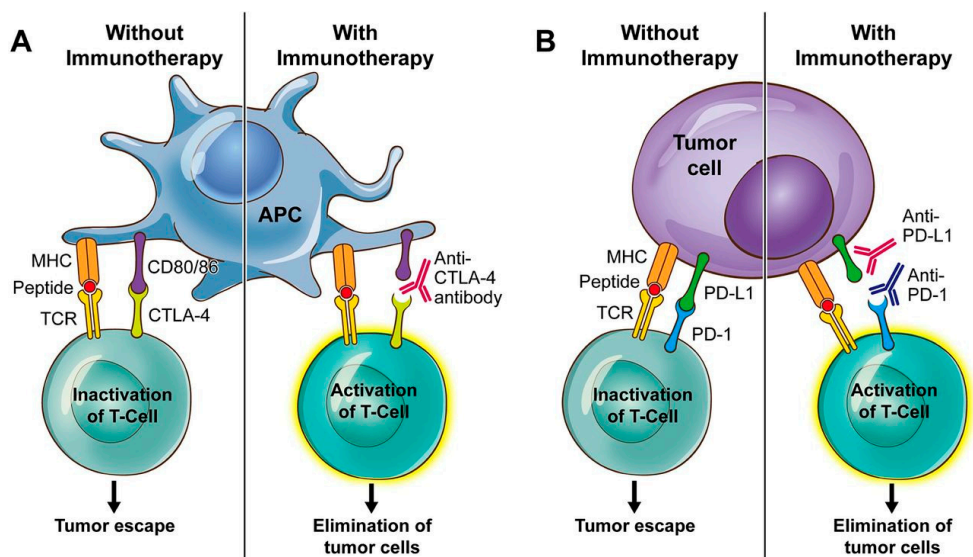 A
Without
Immunotherapy
With
Immunotherapy
APC
MHC
Peptide
TCR
CD80/86
CTLA-4
Anti-
CTLA-4
antibody
Inactivation
of T-Cell
Activation
of T-Cell
Tumor escape
Elimination of
tumor cells
B
Without
Immunotherapy
With
Immunotherapy
Tumor
cell
MHC
Peptide
TCR
PD-L1
PD-1
Anti-
PD-L1
Anti-
PD-1
Inactivation
of T-Cell
Activation
of T-Cell
Tumor escape
Elimination of
tumor cells